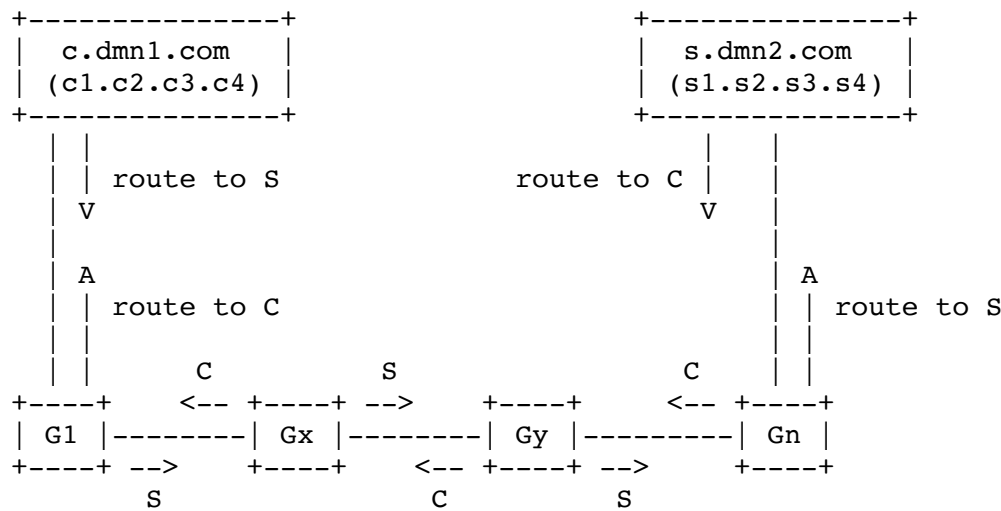 c.dmn1.com s.dmn2.com
(c1.c2.c3.c4) (s1.s2.s3.s4)
route to S route to C
V V
A A
route to C route to S
C S C
<-- --> <--
G1 Gx Gy Gn
--> <-- -->
S C S